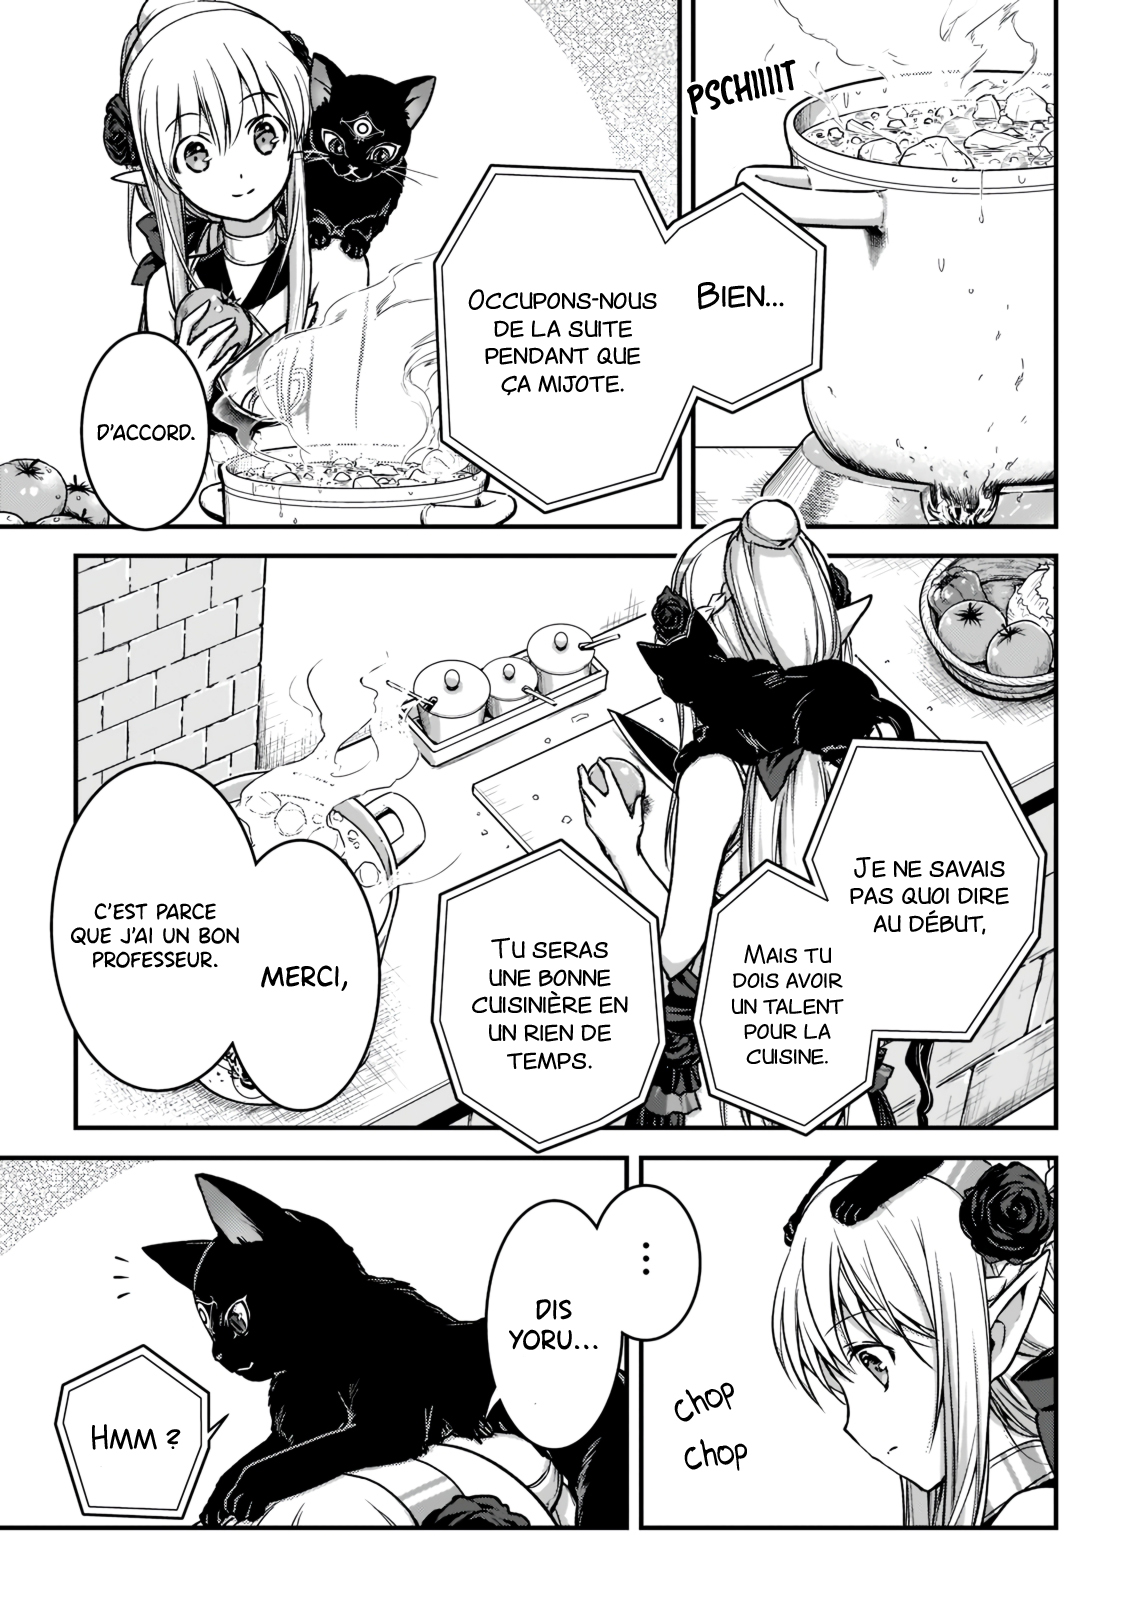 PSCHIIIIT
BIEN...
OCCUPONS-NOUS
DE LA SUITE
PENDANT QUE
ÇA MIJOTE.
D'ACCORD.
JE NE SAVAIS
PAS QUOI DIRE
AU DÉBUT,
MAIS TU
DOIS AVOIR
UN TALENT
POUR LA
CUISINE.
TU SERAS
UNE BONNE
CUISINIÈRE EN
UN RIEN DE
TEMPS.
MERCI,
C'EST PARCE
QUE J'AI UN BON
PROFESSEUR.
CHOP
CHOP
...
DIS
YORU...
HMM ?